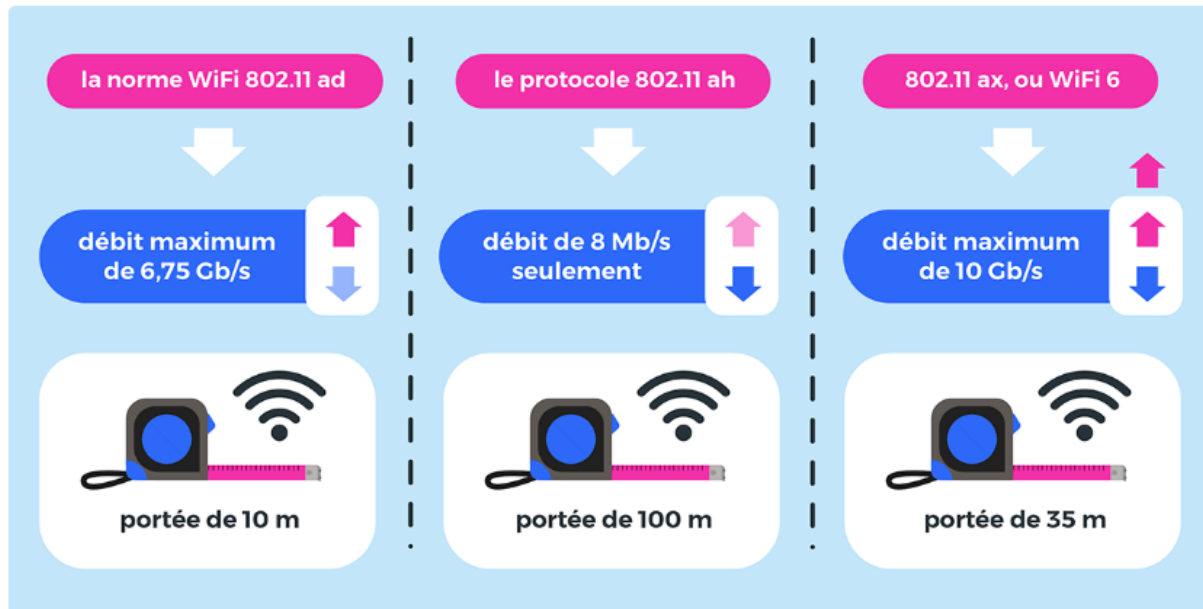 la norme WiFi 802.11 ad
débit maximum
de 6,75 Gb/s
portée de 10 m
le protocole 802.11 ah
débit de 8 Mb/s
seulement
portée de 100 m
802.11 ax, ou WiFi 6
débit maximum
de 10 Gb/s
portée de 35 m